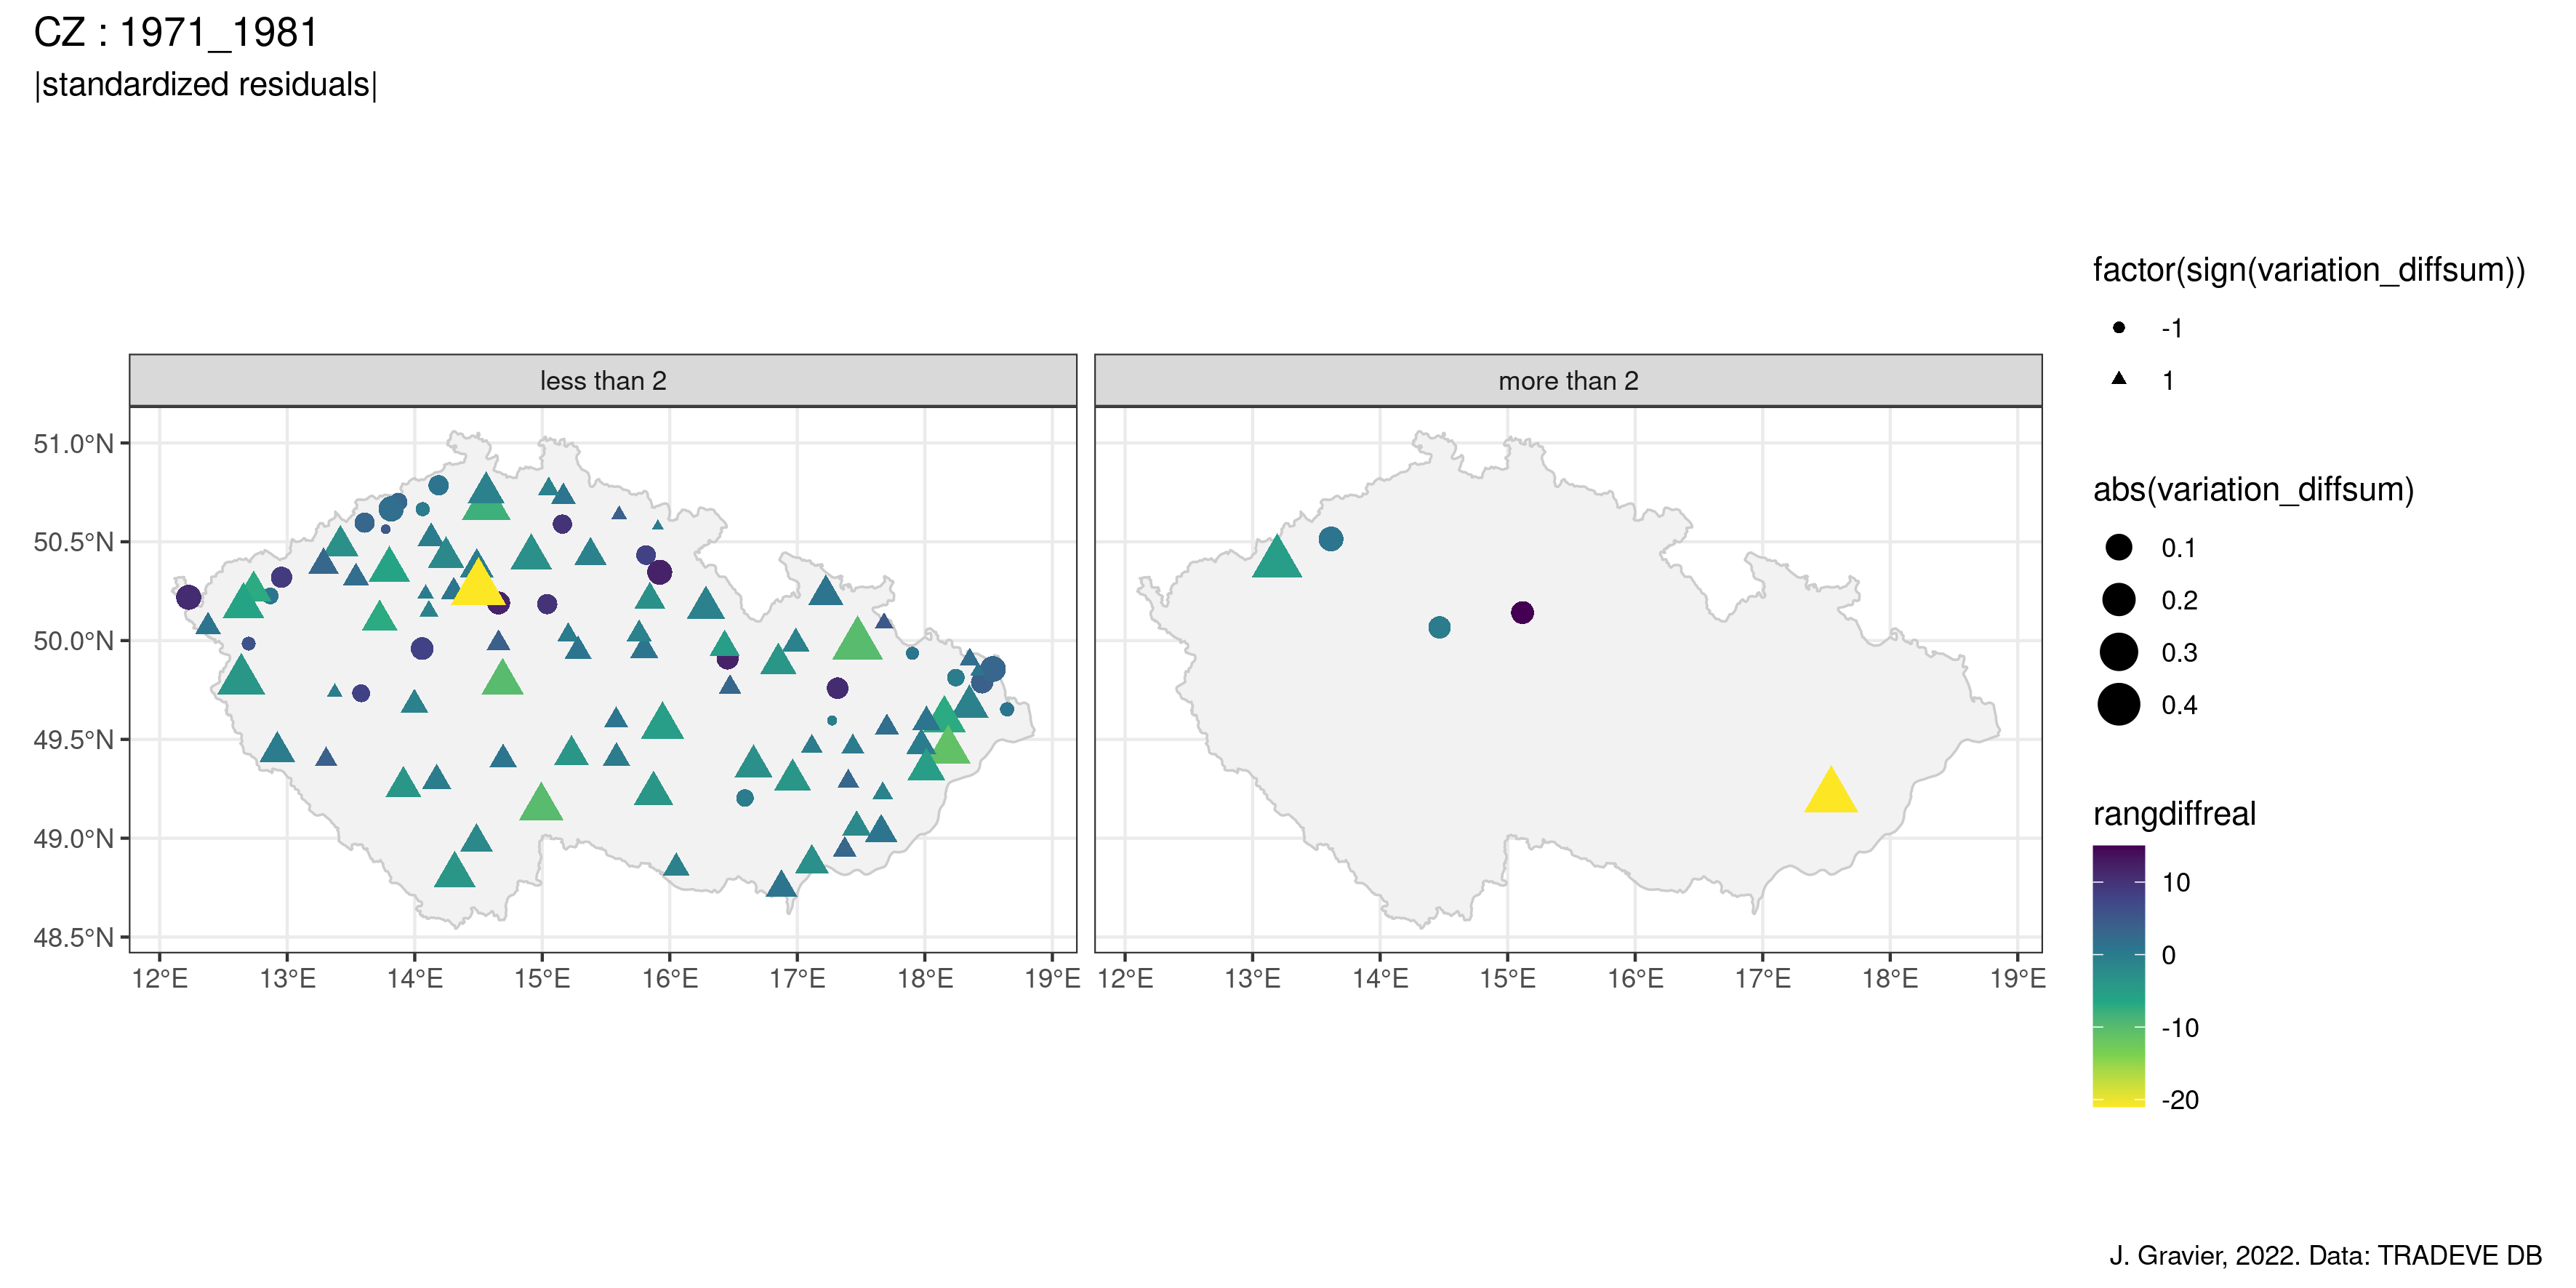 CZ : 1971_1981
|standardized residuals|
less than 2
more than 2
51.0°N
50.5°N
50.0°N
49.5°N
49.0°N
48.5°N
12°E 13°E 14°E 15°E 16°E 17°E 18°E 19°E
12°E 13°E 14°E 15°E 16°E 17°E 18°E 19°E
factor(sign(variation_diffsum))
-1
1
abs(variation_diffsum)
0.1
0.2
0.3
0.4
rangdiffreal
10
0
-10
-20
J. Gravier, 2022. Data: TRADEVE DB